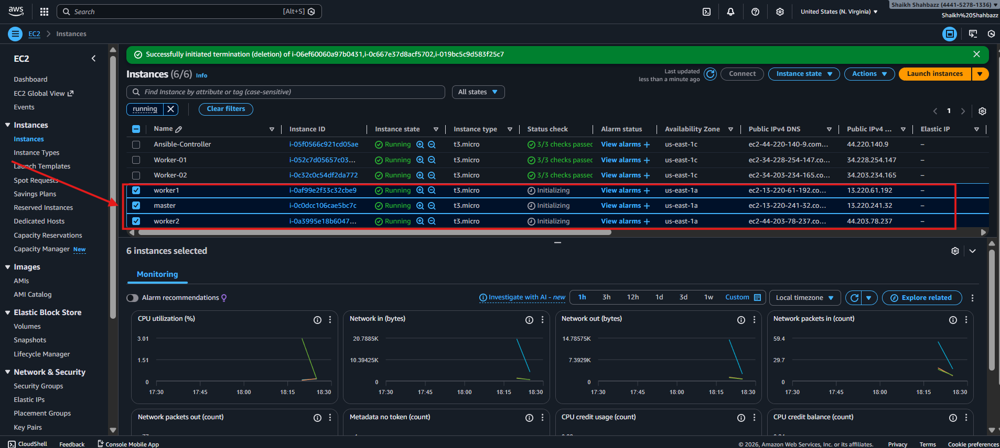 aws
Search [Alt+S]
United States (N. Virginia)
Shaikh Shahbazz (4441-5278-1336)
Shaikh%20Shahbazz
EC2 Instances
EC2
Dashboard
EC2 Global View
Events
Instances
Instances
Instance Types
Launch Templates
Spot Requests
Savings Plans
Reserved Instances
Dedicated Hosts
Capacity Reservations
Capacity Manager New
Images
AMIs
AMI Catalog
Elastic Block Store
Volumes
Snapshots
Lifecycle Manager
Network & Security
Security Groups
Elastic IPs
Placement Groups
Key Pairs
Successfully initiated termination (deletion) of i-06ef60060a97b0431,i-0c667e37d8acf5702,i-019bc5c9d583f25c7
Instances (6/6) Info
Last updated
less than a minute ago
Connect
Instance state
Actions
Launch instances
Find Instance by attribute or tag (case-sensitive)
All states
running
Clear filters
1
Name Instance ID Instance state Instance type Status check Alarm status Availability Zone Public IPv4 DNS Public IPv4 ... Elastic IP
Ansible-Controller i-05f0566c921cd05ae Running t3.micro 3/3 checks passec View alarms + us-east-1c ec2-44-220-140-9.com... 44.220.140.9 –
Worker-01 i-052c7d05657c03... Running t3.micro 3/3 checks passec View alarms + us-east-1c ec2-34-228-254-147.co... 34.228.254.147 –
Worker-02 i-0c32c0c54df2da772 Running t3.micro 3/3 checks passec View alarms + us-east-1c ec2-34-203-234-165.co... 34.203.234.165 –
worker1 i-0af99e2f33c32cbe9 Running t3.micro Initializing View alarms + us-east-1a ec2-13-220-61-192.co... 13.220.61.192 –
master i-0c0dcc106cae5bc7c Running t3.micro Initializing View alarms + us-east-1a ec2-13-220-241-32.co... 13.220.241.32 –
worker2 i-0a3995e18b6047... Running t3.micro Initializing View alarms + us-east-1a ec2-44-203-78-237.co... 44.203.78.237 –
6 instances selected
Monitoring
Alarm recommendations
Investigate with AI - new
1h 3h 12h 1d 3d 1w Custom
Local timezone
Explore related
CPU utilization (%)
3.01
1.51
0
17:30 17:45 18:00 18:15 18:30
Network in (bytes)
20.7885K
10.39425K
0
17:30 17:45 18:00 18:15 18:30
Network out (bytes)
14.78575K
7.3929K
0
17:30 17:45 18:00 18:15 18:30
Network packets in (count)
59.4
29.7
0
17:30 17:45 18:00 18:15 18:30
Network packets out (count)
Metadata no token (count)
CPU credit usage (count)
CPU credit balance (count)
CloudShell Feedback Console Mobile App
© 2026, Amazon Web Services, Inc. or its affiliates. Privacy Terms Cookie preferences